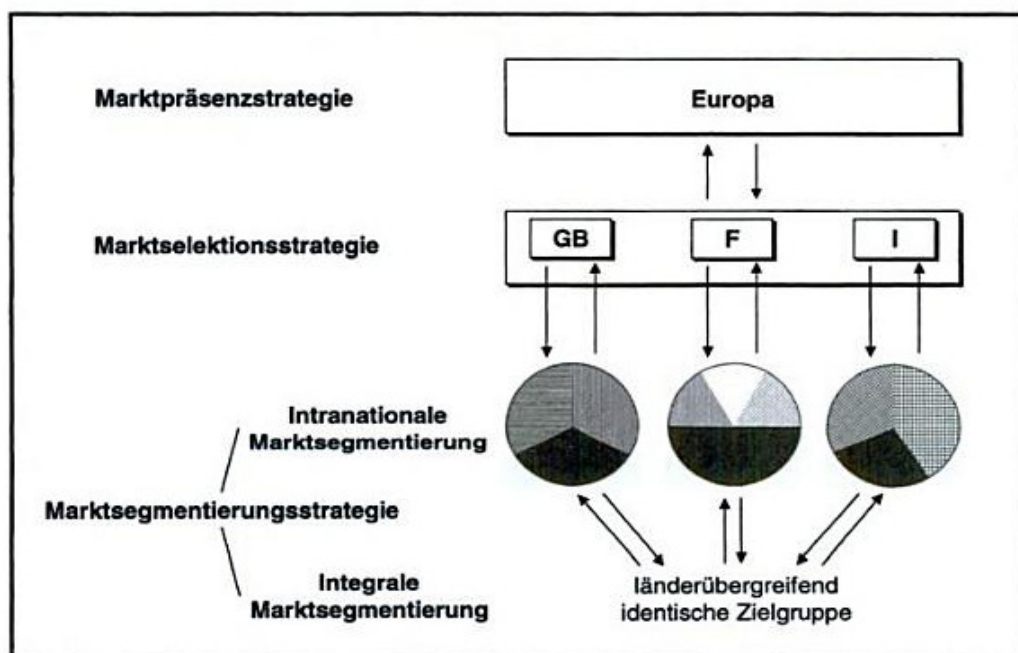 Marktpräsenzstrategie
Europa
Marktselektionsstrategie
GB
F
I
Intranationale
Marktsegmentierung
Marktsegmentierungsstrategie
Integrale
Marktsegmentierung
länderübergreifend
identische Zielgruppe